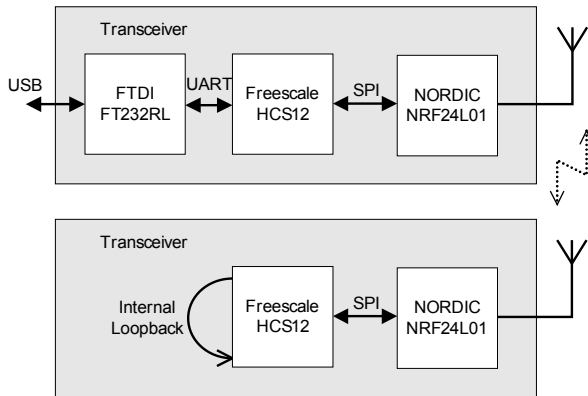 Transceiver
USB
FTDI
FT232RL
UART
Freescale
HCS12
SPI
NORDIC
NRF24L01
Transceiver
Internal
Loopback
Freescale
HCS12
SPI
NORDIC
NRF24L01